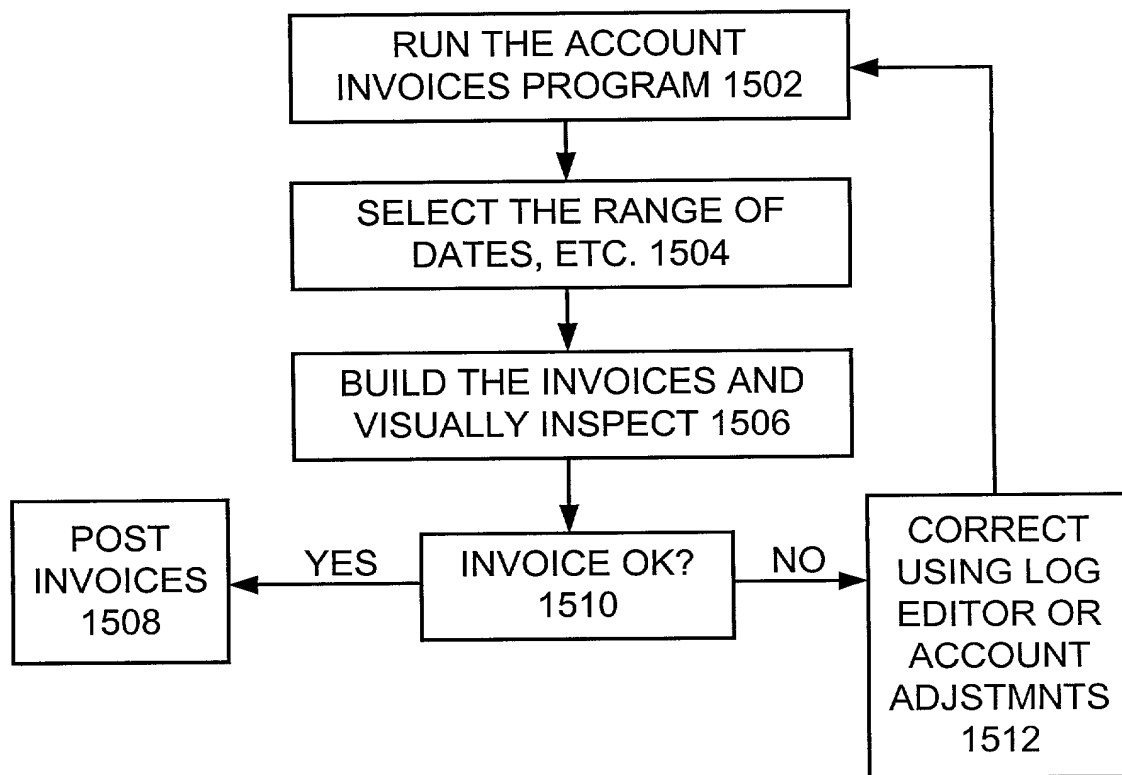 RUN THE ACCOUNT
INVOICES PROGRAM 1502
SELECT THE RANGE OF
DATES, ETC. 1504
BUILD THE INVOICES AND
VISUALLY INSPECT 1506
POST
INVOICES
1508
YES
INVOICE OK?
1510
NO
CORRECT
USING LOG
EDITOR OR
ACCOUNT
ADJSTMNTS
1512